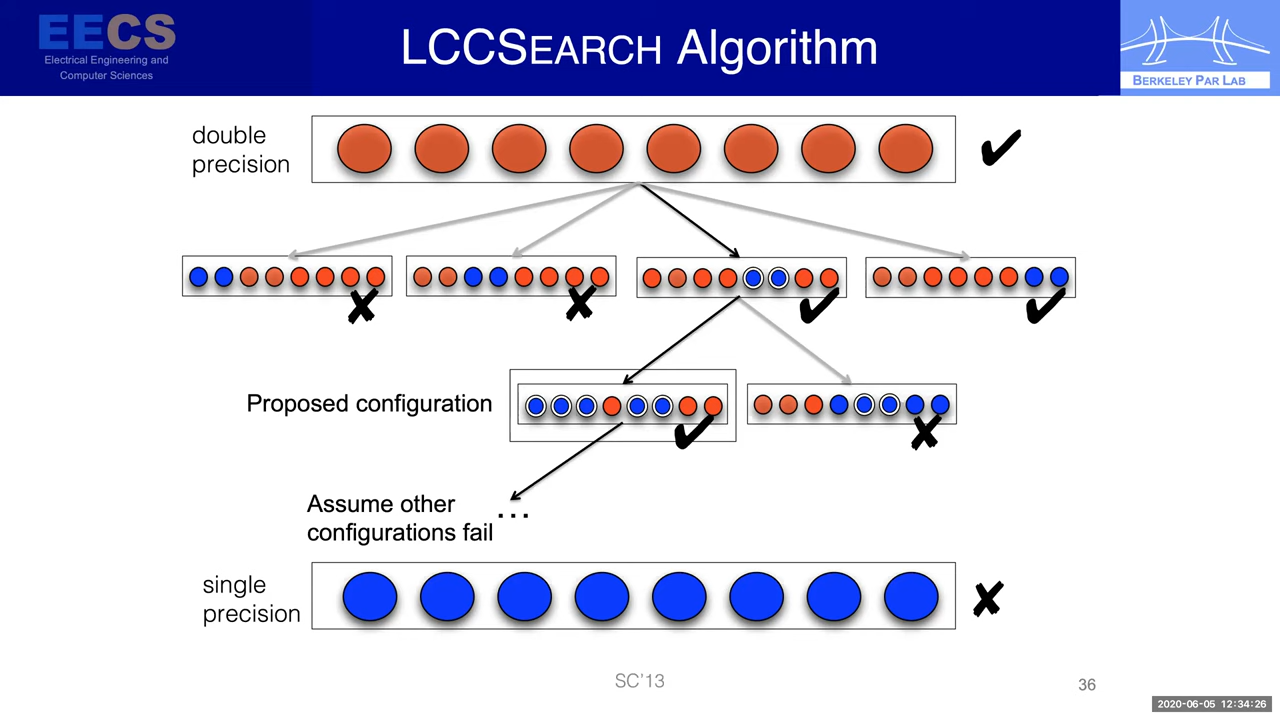 EECS
Electrical Engineering and
Computer Sciences
LCCSEARCH Algorithm
BERKELEY PAR LAB
double
precision
✔
✘
✘
✔
✔
Proposed configuration
✔
✘
Assume other
configurations fail
...
single
precision
✘
SC'13
36
2020-06-05 12:34:26